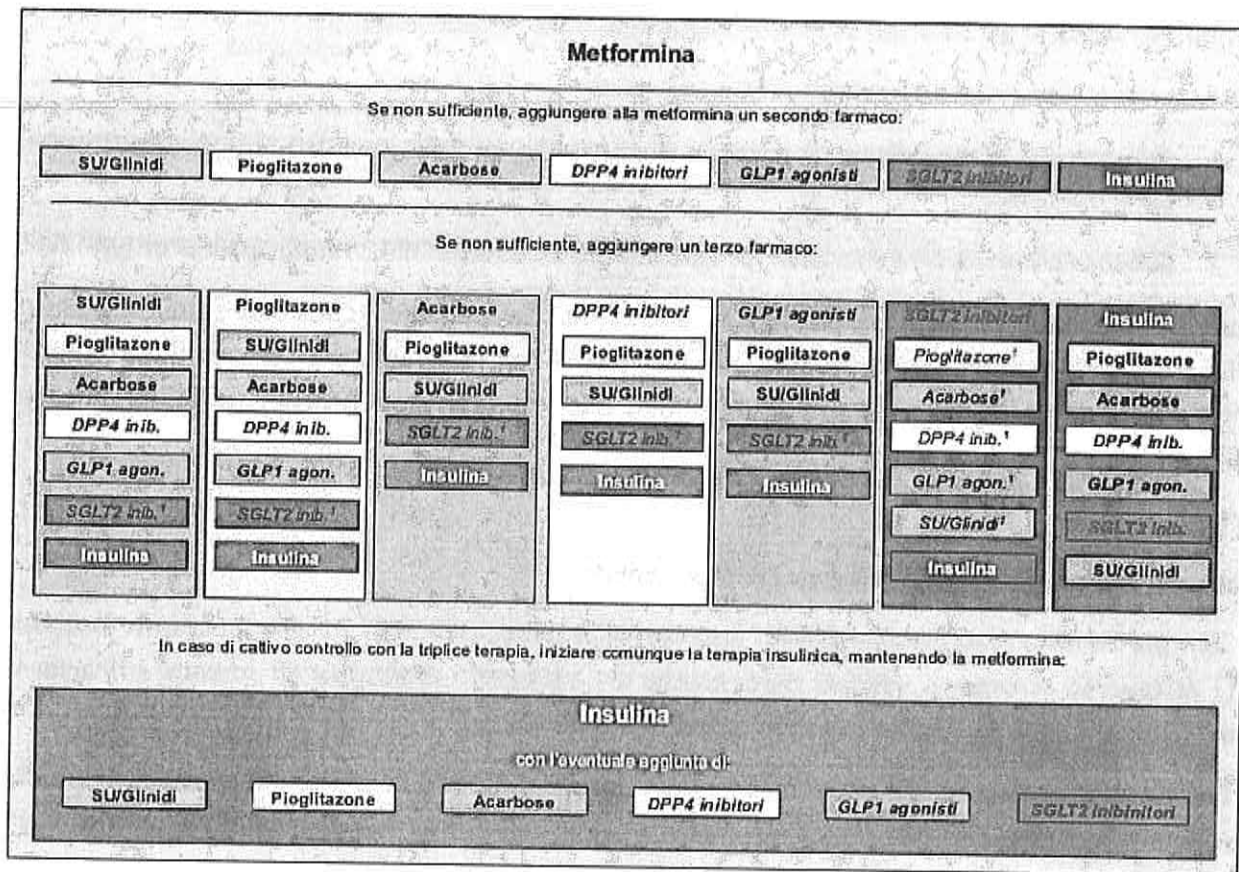 Metformina
Se non sufficiente, aggiungere alla metformina un secondo farmaco:
SU/Glinidi Pioglitazone Acarbose DPP4 inibitori GLP1 agonisti SGLT2 inibitori Insulina
Se non sufficiente, aggiungere un terzo farmaco:
SU/Glinidi
Pioglitazone
Acarbose
DPP4 inib.
GLP1 agon.
SGLT2 inib.¹
Insulina
Pioglitazone
SU/Glinidi
Acarbose
DPP4 inib.
GLP1 agon.
SGLT2 inib.¹
Insulina
Acarbose
Pioglitazone
SU/Glinidi
SGLT2 inib.¹
Insulina
DPP4 inibitori
Pioglitazone
SU/Glinidi
SGLT2 inib.¹
Insulina
GLP1 agonisti
Pioglitazone
SU/Glinidi
SGLT2 inib.¹
Insulina
SGLT2 inibitori
Pioglitazone¹
Acarbose¹
DPP4 inib.¹
GLP1 agon.¹
SU/Glinidi¹
Insulina
Insulina
Pioglitazone
Acarbose
DPP4 inib.
GLP1 agon.
SGLT2 inib.
SU/Glinidi
In caso di cattivo controllo con la triplice terapia, iniziare comunque la terapia insulinica, mantenendo la metformina:
Insulina
con l'eventuale aggiunta di:
SU/Glinidi Pioglitazone Acarbose DPP4 inibitori GLP1 agonisti SGLT2 inibinitori